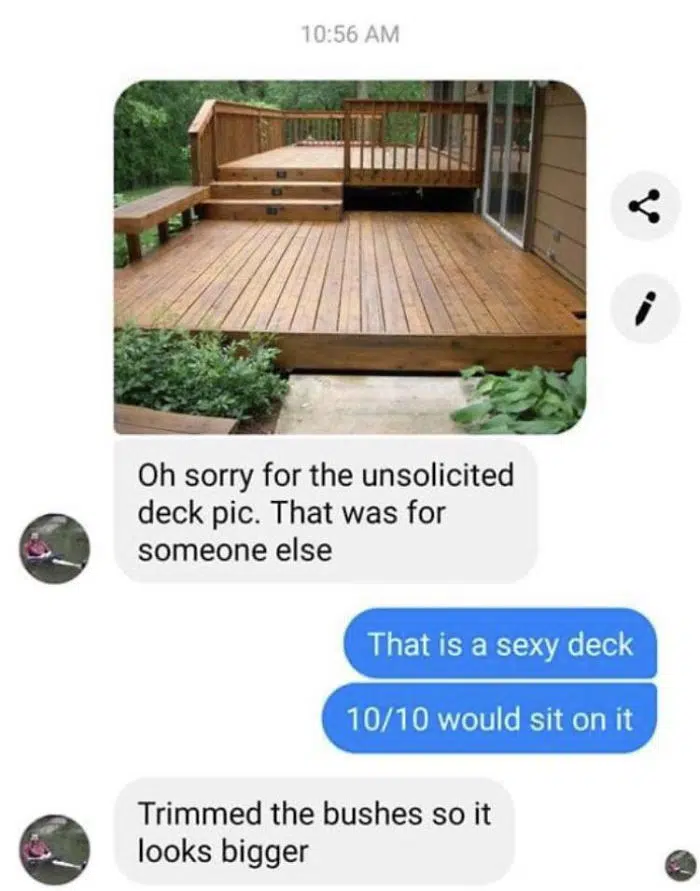 10:56 AM
Oh sorry for the unsolicited
deck pic. That was for
someone else
That is a sexy deck
10/10 would sit on it
Trimmed the bushes so it
looks bigger